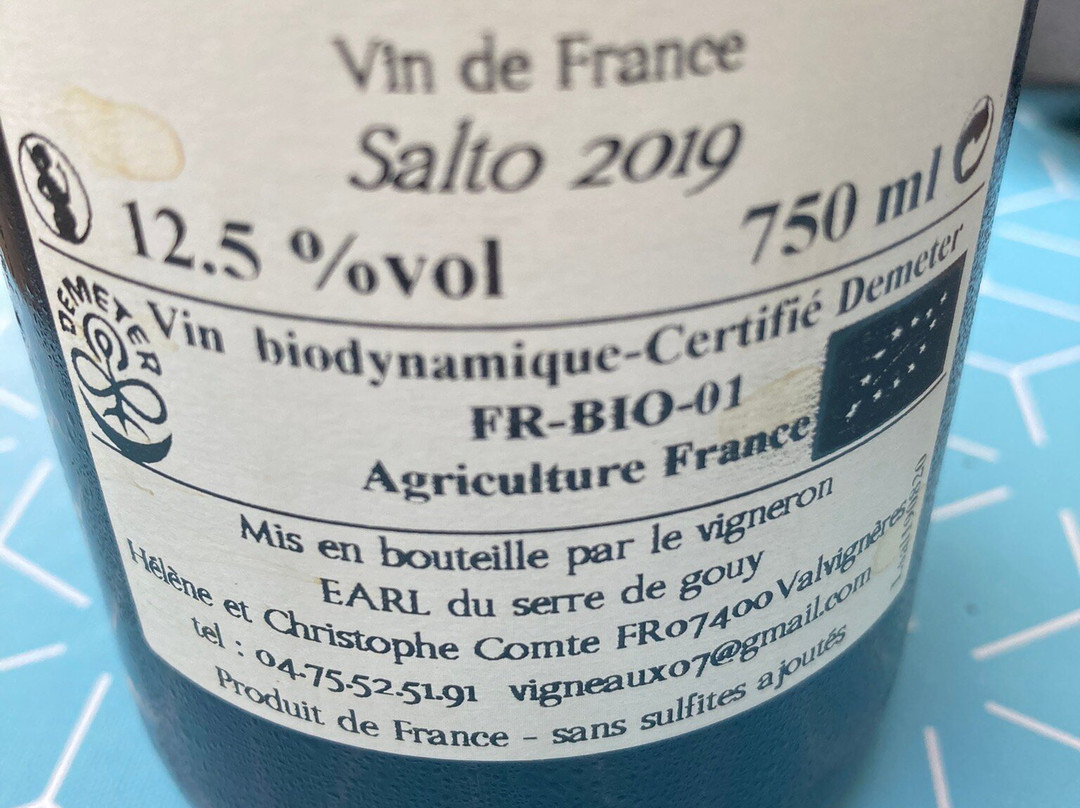 Vin de France
Salto 2019
12.5 %vol
750 ml
DEMETER
Vin biodynamique-Certifié Demeter
FR-BIO-01
Agriculture France
Mis en bouteille par le vigneron
EARL du serre de gouy
Hélène et Christophe Comte FR07400 Valvignères
tel : 04-75-52-51-91 vigneaux07@gmail.com
Produit de France - sans sulfites ajoutés